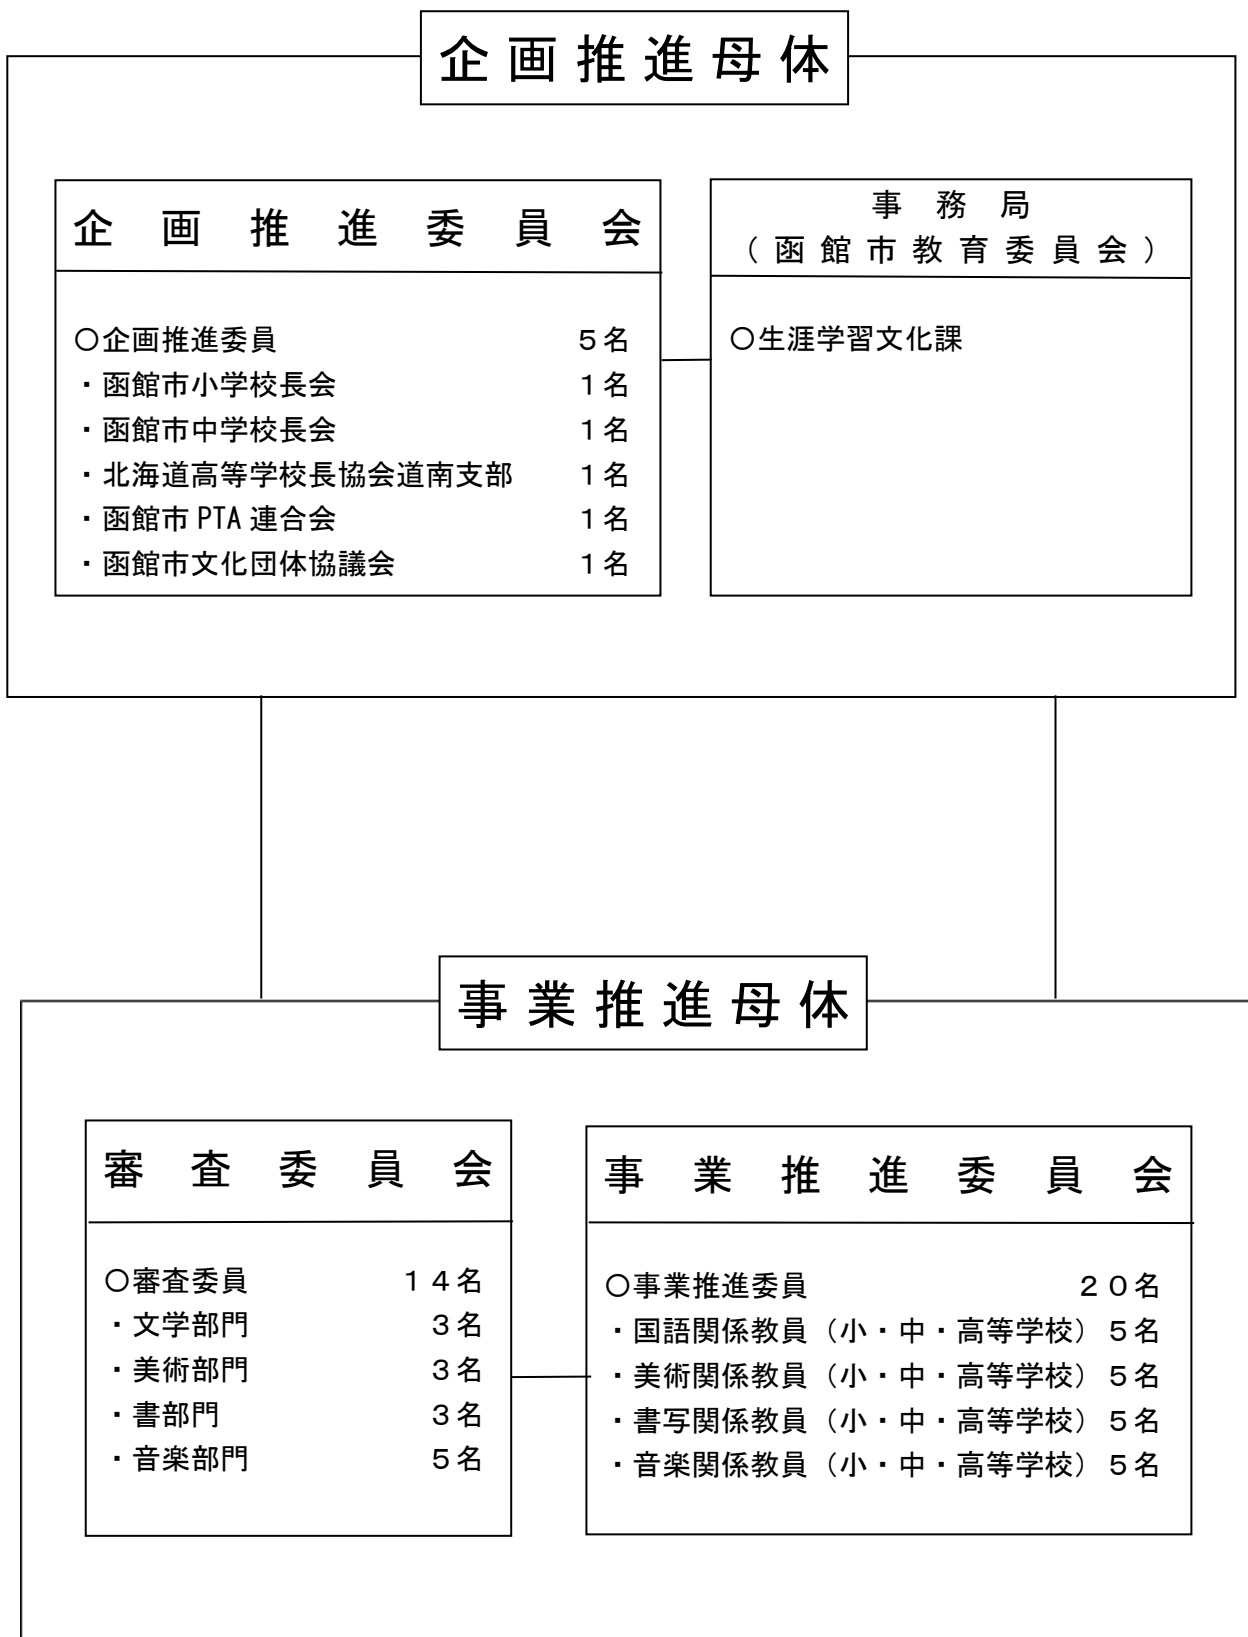 企画推進母体
企画推進委員会
○企画推進委員 5名
・函館市小学校長会 1名
・函館市中学校長会 1名
・北海道高等学校長協会道南支部 1名
・函館市 PTA 連合会 1名
・函館市文化団体協議会 1名
事務局
(函館市教育委員会)
○生涯学習文化課
事業推進母体
審査委員会
○審査委員 14名
・文学部門 3名
・美術部門 3名
・書部門 3名
・音楽部門 5名
事業推進委員会
○事業推進委員 20名
・国語関係教員(小・中・高等学校)5名
・美術関係教員(小・中・高等学校)5名
・書写関係教員(小・中・高等学校)5名
・音楽関係教員(小・中・高等学校)5名